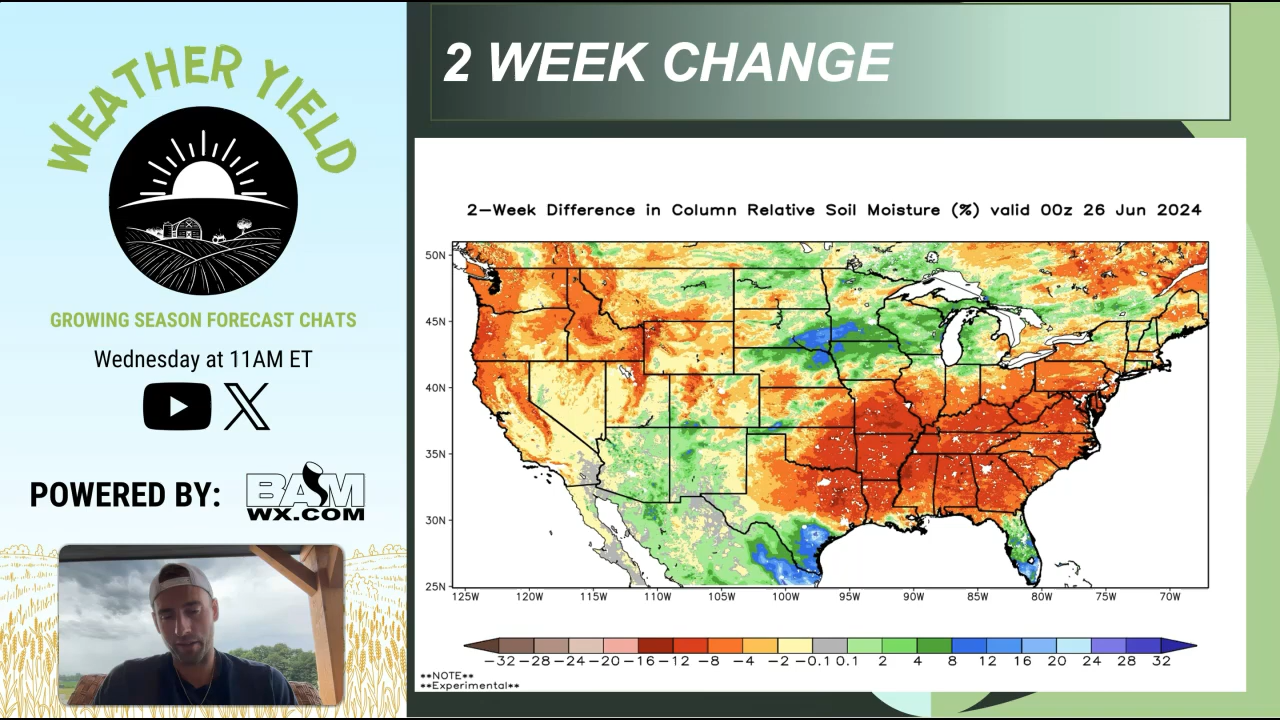 WEATHER YIELD
GROWING SEASON FORECAST CHATS
Wednesday at 11AM ET
POWERED BY:
BAM
WX.COM
2 WEEK CHANGE
2-Week Difference in Column Relative Soil Moisture (%) valid 00z 26 Jun 2024
50N
45N
40N
35N
30N
25N
125W 120W 115W 110W 105W 100W 95W 90W 85W 80W 75W 70W
-32 -28 -24 -20 -16 -12 -8 -4 -2 -0.1 0.1 2 4 8 12 16 20 24 28 32
**NOTE**
**Experimental**